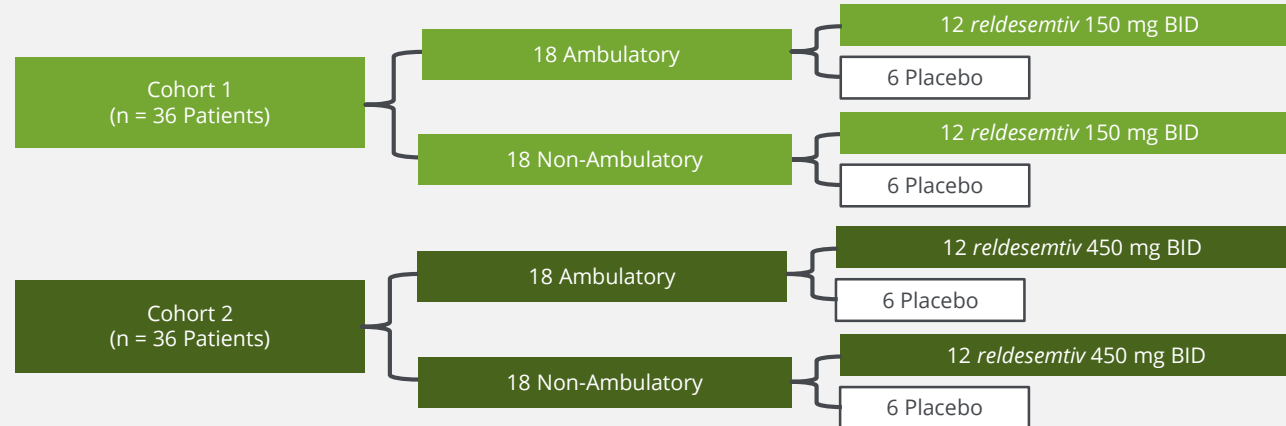 Cohort 1
(n = 36 Patients)
18 Ambulatory
12 reldesemtiv 150 mg BID
6 Placebo
18 Non-Ambulatory
12 reldesemtiv 150 mg BID
6 Placebo
Cohort 2
(n = 36 Patients)
18 Ambulatory
12 reldesemtiv 450 mg BID
6 Placebo
18 Non-Ambulatory
12 reldesemtiv 450 mg BID
6 Placebo